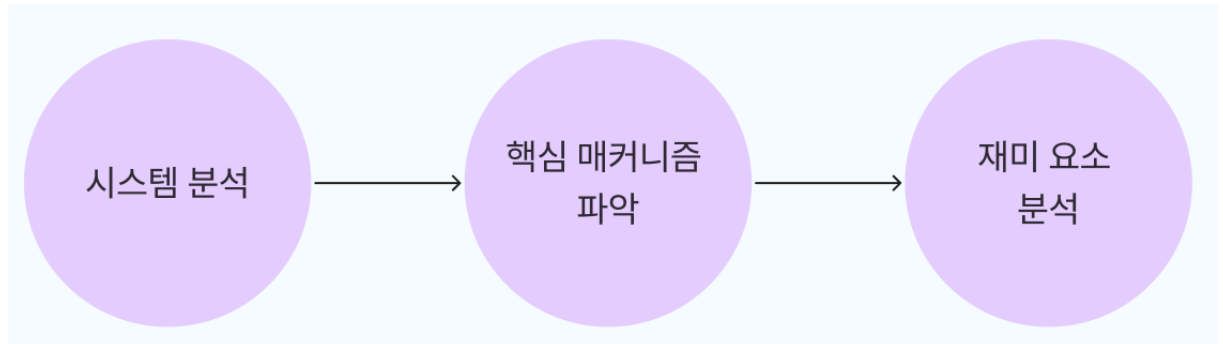 시스템 분석
핵심 매커니즘
파악
재미 요소
분석